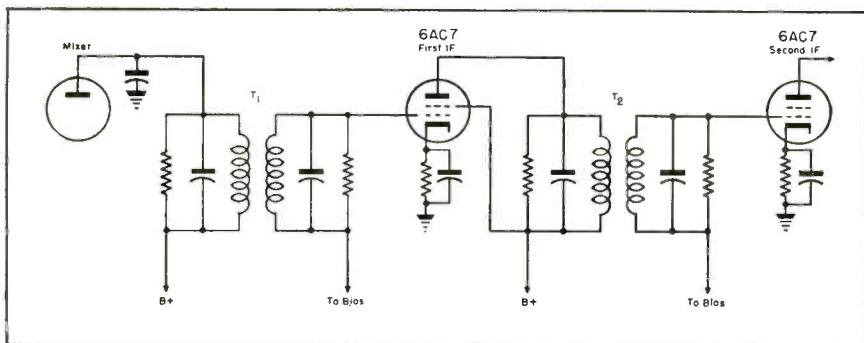 Mixer
T1
6AC7
First IF
T2
6AC7
Second IF
B+
To Bias
B+
To Bias